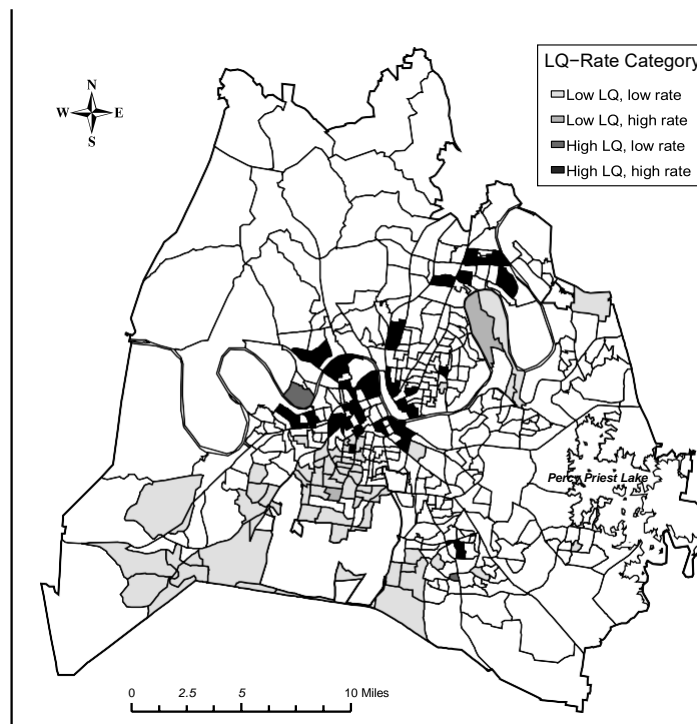 LQ−Rate Category
Low LQ, low rate
Low LQ, high rate
High LQ, low rate
High LQ, high rate
N
W E
S
Percy Priest Lake
0 2.5 5 10 Miles